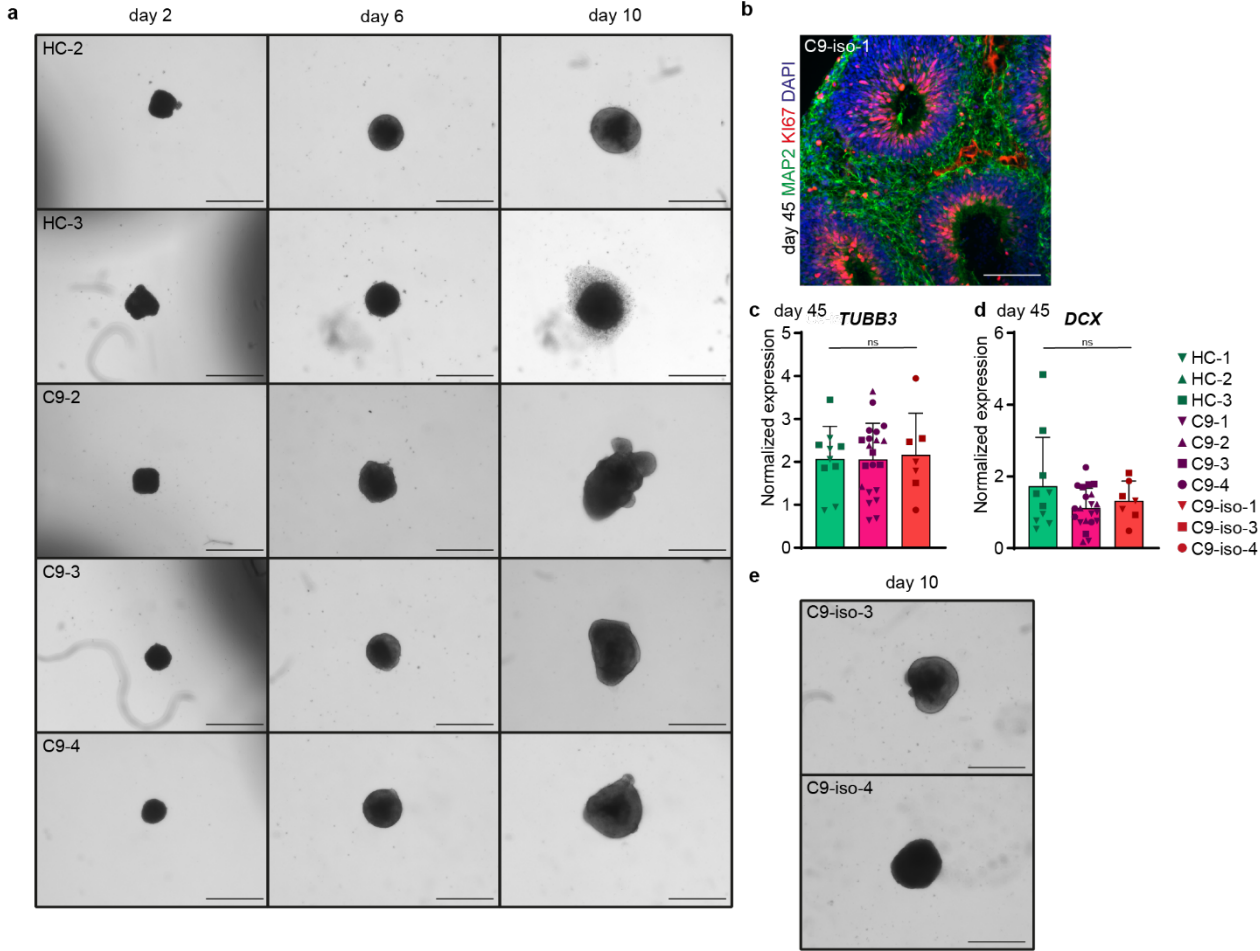 a
day 2
day 6
day 10
HC-2
HC-3
C9-2
C9-3
C9-4
b
C9-iso-1
day 45 MAP2 KI67 DAPI
c day 45
TUBB3
ns
Normalized expression
5
4
3
2
1
0
d day 45
DCX
ns
Normalized expression
6
4
2
0
HC-1
HC-2
HC-3
C9-1
C9-2
C9-3
C9-4
C9-iso-1
C9-iso-3
C9-iso-4
e
day 10
C9-iso-3
C9-iso-4